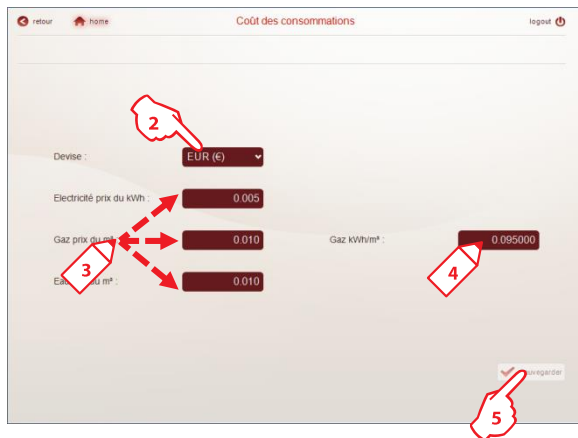 retour home Coût des consommations logout
2
Devise : EUR (€)
Electricité prix du kWh : 0.005
Gaz prix du 0.010 Gaz kWh/m³ : 0.095000
3 4
m³ : 0.010
5